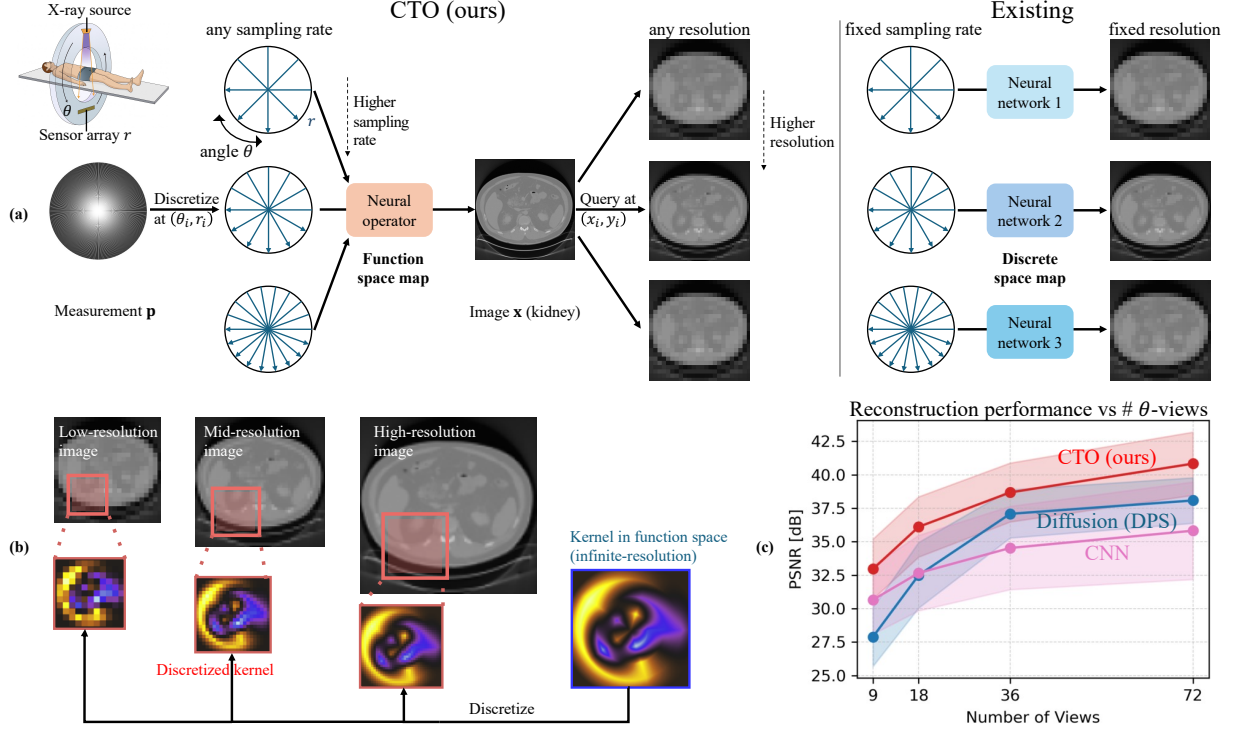 CTO (ours)
Existing
X-ray source
any sampling rate
any resolution
fixed sampling rate
fixed resolution
θ
Sensor array r
r
angle θ
Higher
sampling
rate
Higher
resolution
Neural
network 1
(a)
Discretize
at (θᵢ, rᵢ)
Neural
operator
Query at
(xᵢ, yᵢ)
Neural
network 2
Function
space map
Discrete
space map
Measurement p
Image x (kidney)
Neural
network 3
(b)
Low-resolution
image
Mid-resolution
image
High-resolution
image
Kernel in function space
(infinite-resolution)
Discretized kernel
Discretize
(c)
Reconstruction performance vs # θ-views
PSNR [dB]
42.5
40.0
37.5
35.0
32.5
30.0
27.5
25.0
CTO (ours)
Diffusion (DPS)
CNN
9
18
36
72
Number of Views